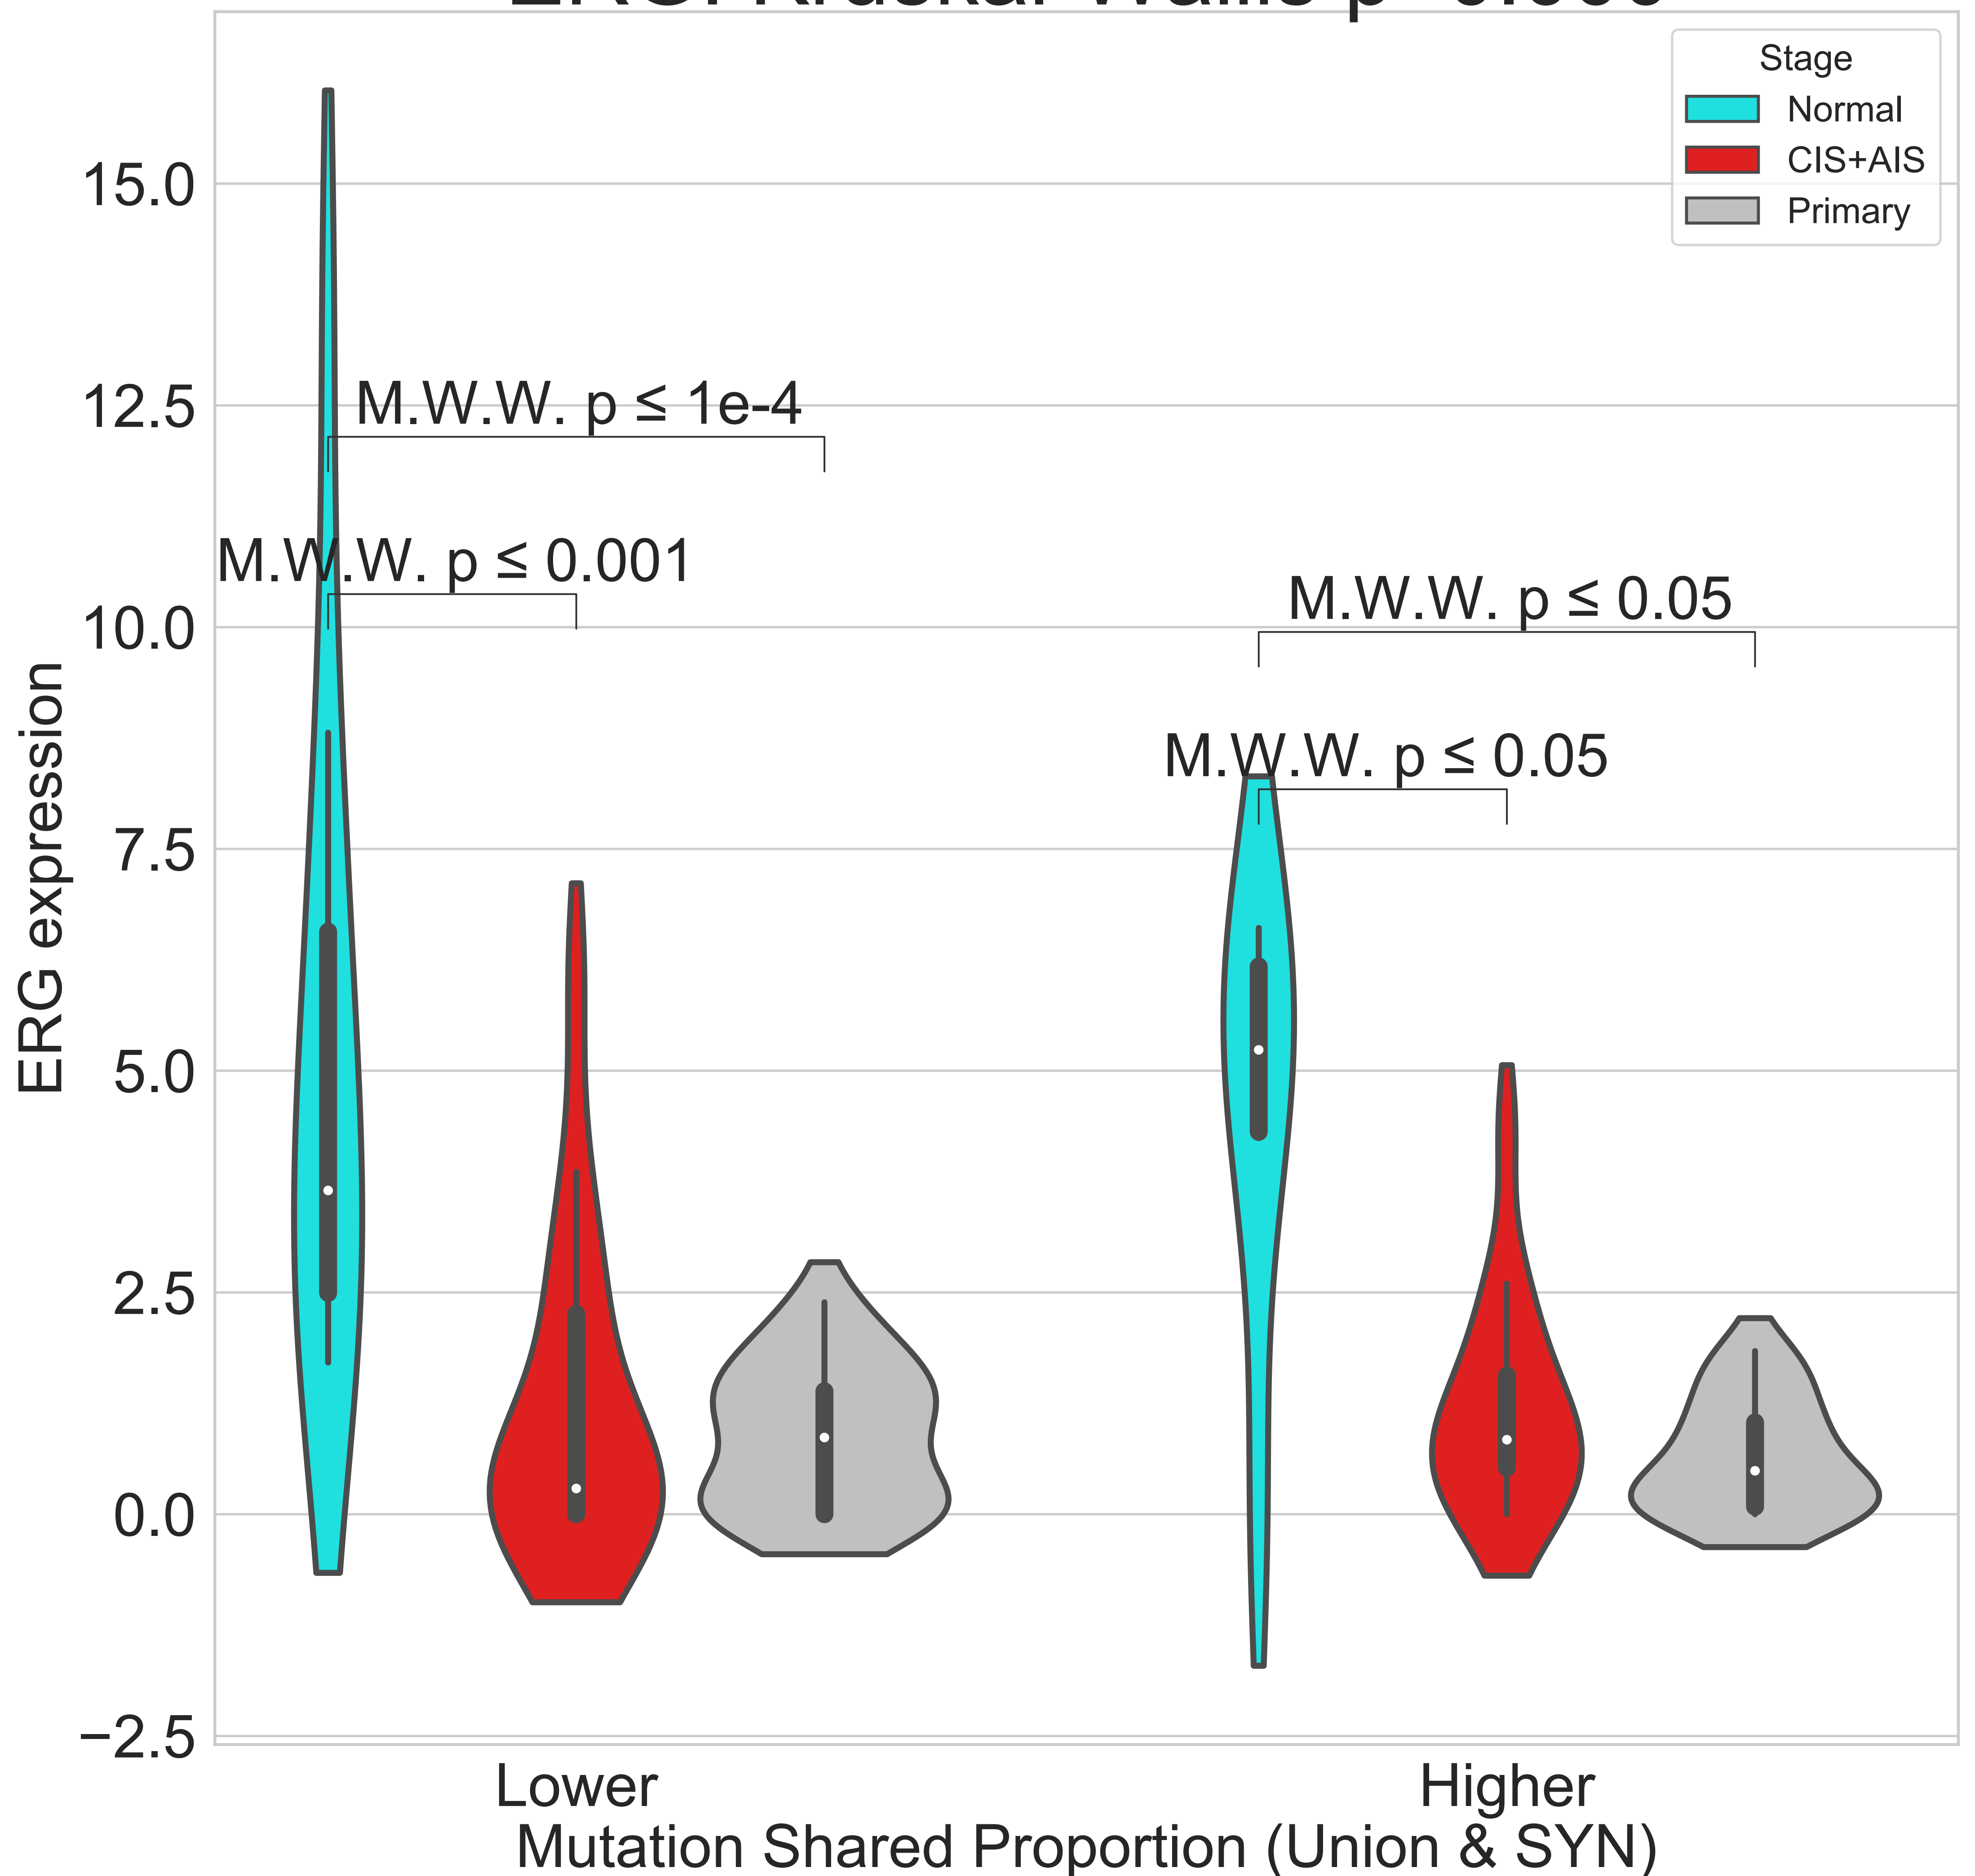 Stage
Normal
CIS+AIS
Primary
15.0
12.5
10.0
7.5
5.0
2.5
0.0
−2.5
ERG expression
M.W.W. p ≤ 1e-4
M.W.W. p ≤ 0.001
M.W.W. p ≤ 0.05
M.W.W. p ≤ 0.05
Lower
Higher
Mutation Shared Proportion (Union & SYN)